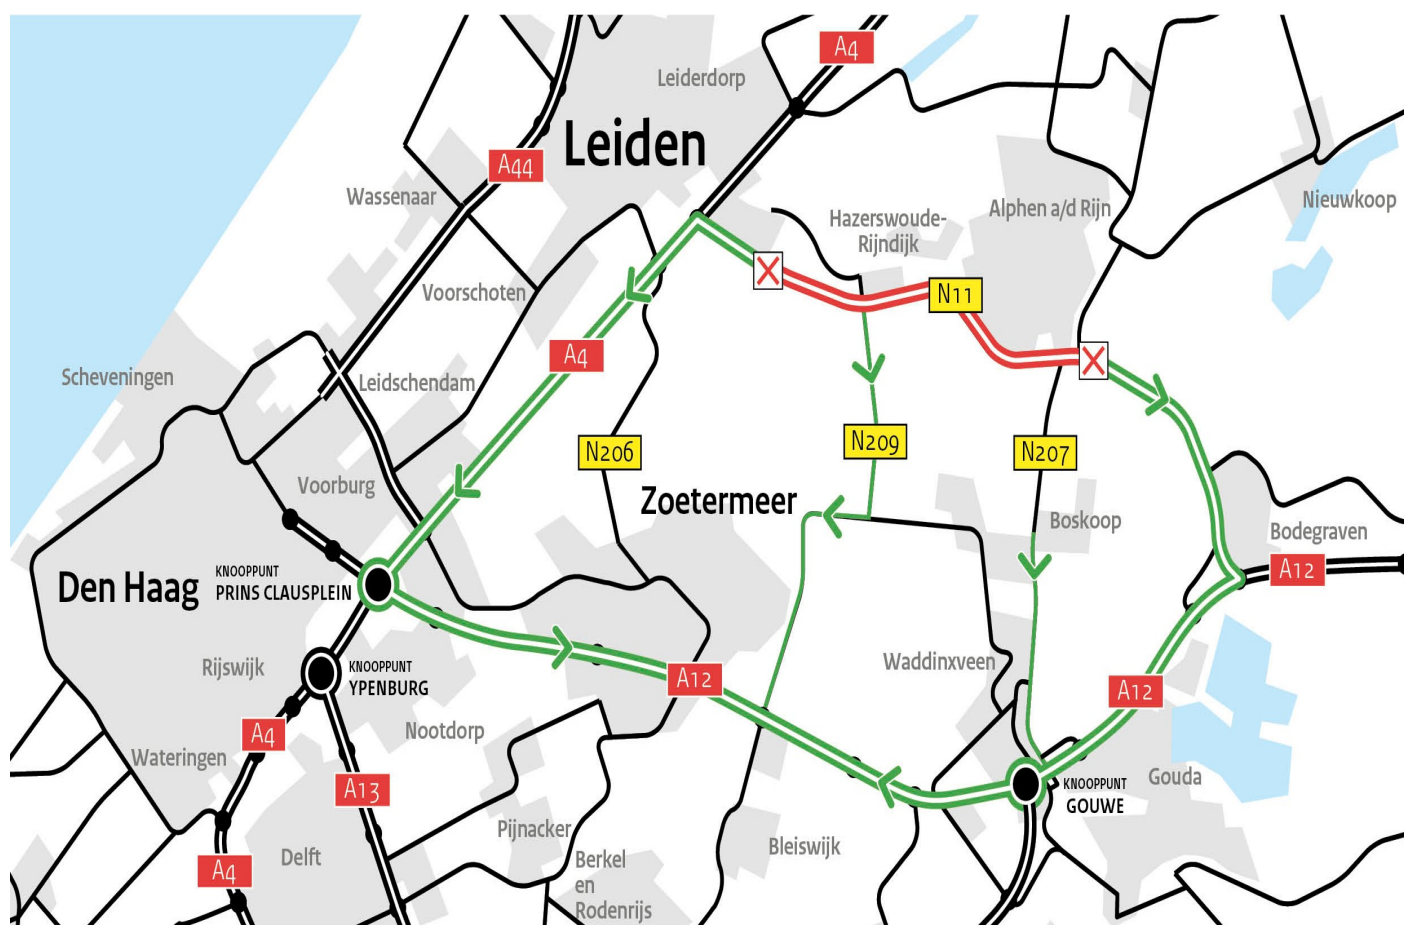 A4
Leiderdorp
Leiden
A44
Wassenaar
Nieuwkoop
Alphen a/d Rijn
Hazerswoude-
Rijndijk
Voorschoten
N11
A4
Scheveningen
Leidschendam
N206
N209
N207
Voorburg
Zoetermeer
Boskoop
Bodegraven
A12
Den Haag
KNOOPPUNT
PRINS CLAUSPLEIN
Rijswijk
KNOOPPUNT
YPENBURG
A12
Waddinxveen
A12
Nootdorp
A4
Wateringen
A13
KNOOPPUNT
GOUWE
Gouda
Pijnacker
Bleiswijk
Delft
A4
Berkel
en
Rodenrijs